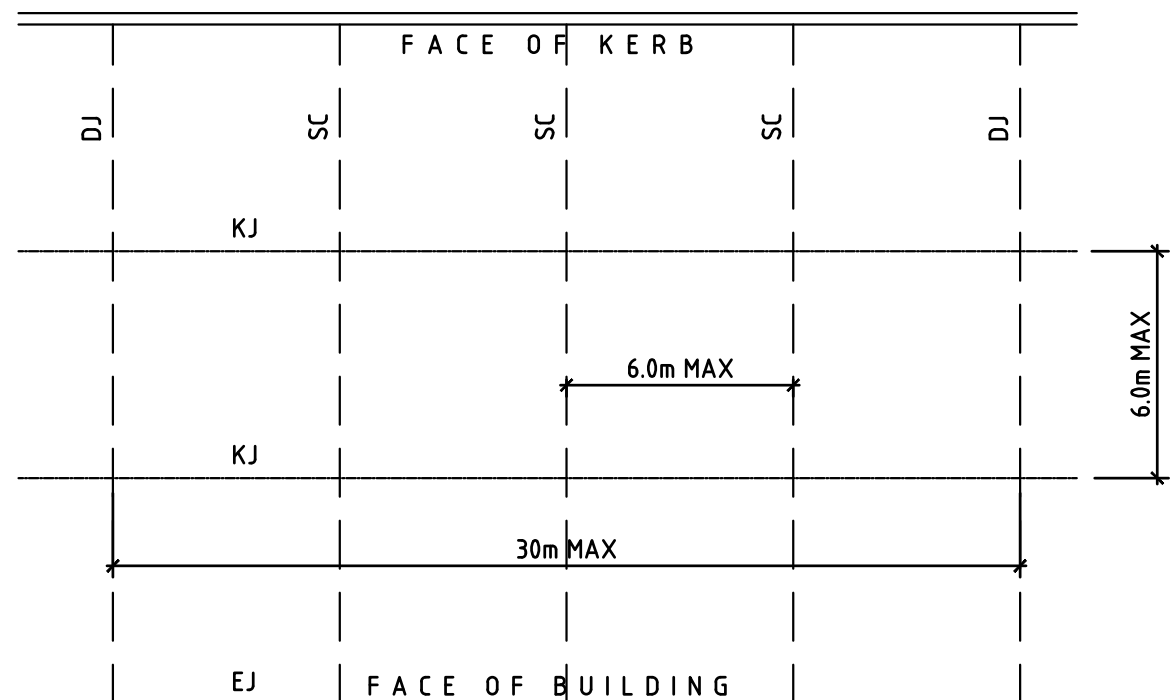 FACE OF KERB
DJ
SC
SC
SC
DJ
KJ
6.0m MAX
6.0m MAX
KJ
30m MAX
EJ
FACE OF BUILDING